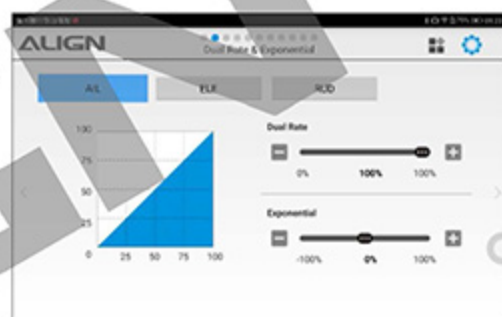 ALIGN
Dual Rate & Exponential
AIL ELE RUD
Dual Rate
100
75
50
25
0
0% 100% 100%
Exponential
-100% 0% 100%
25 50 75 100